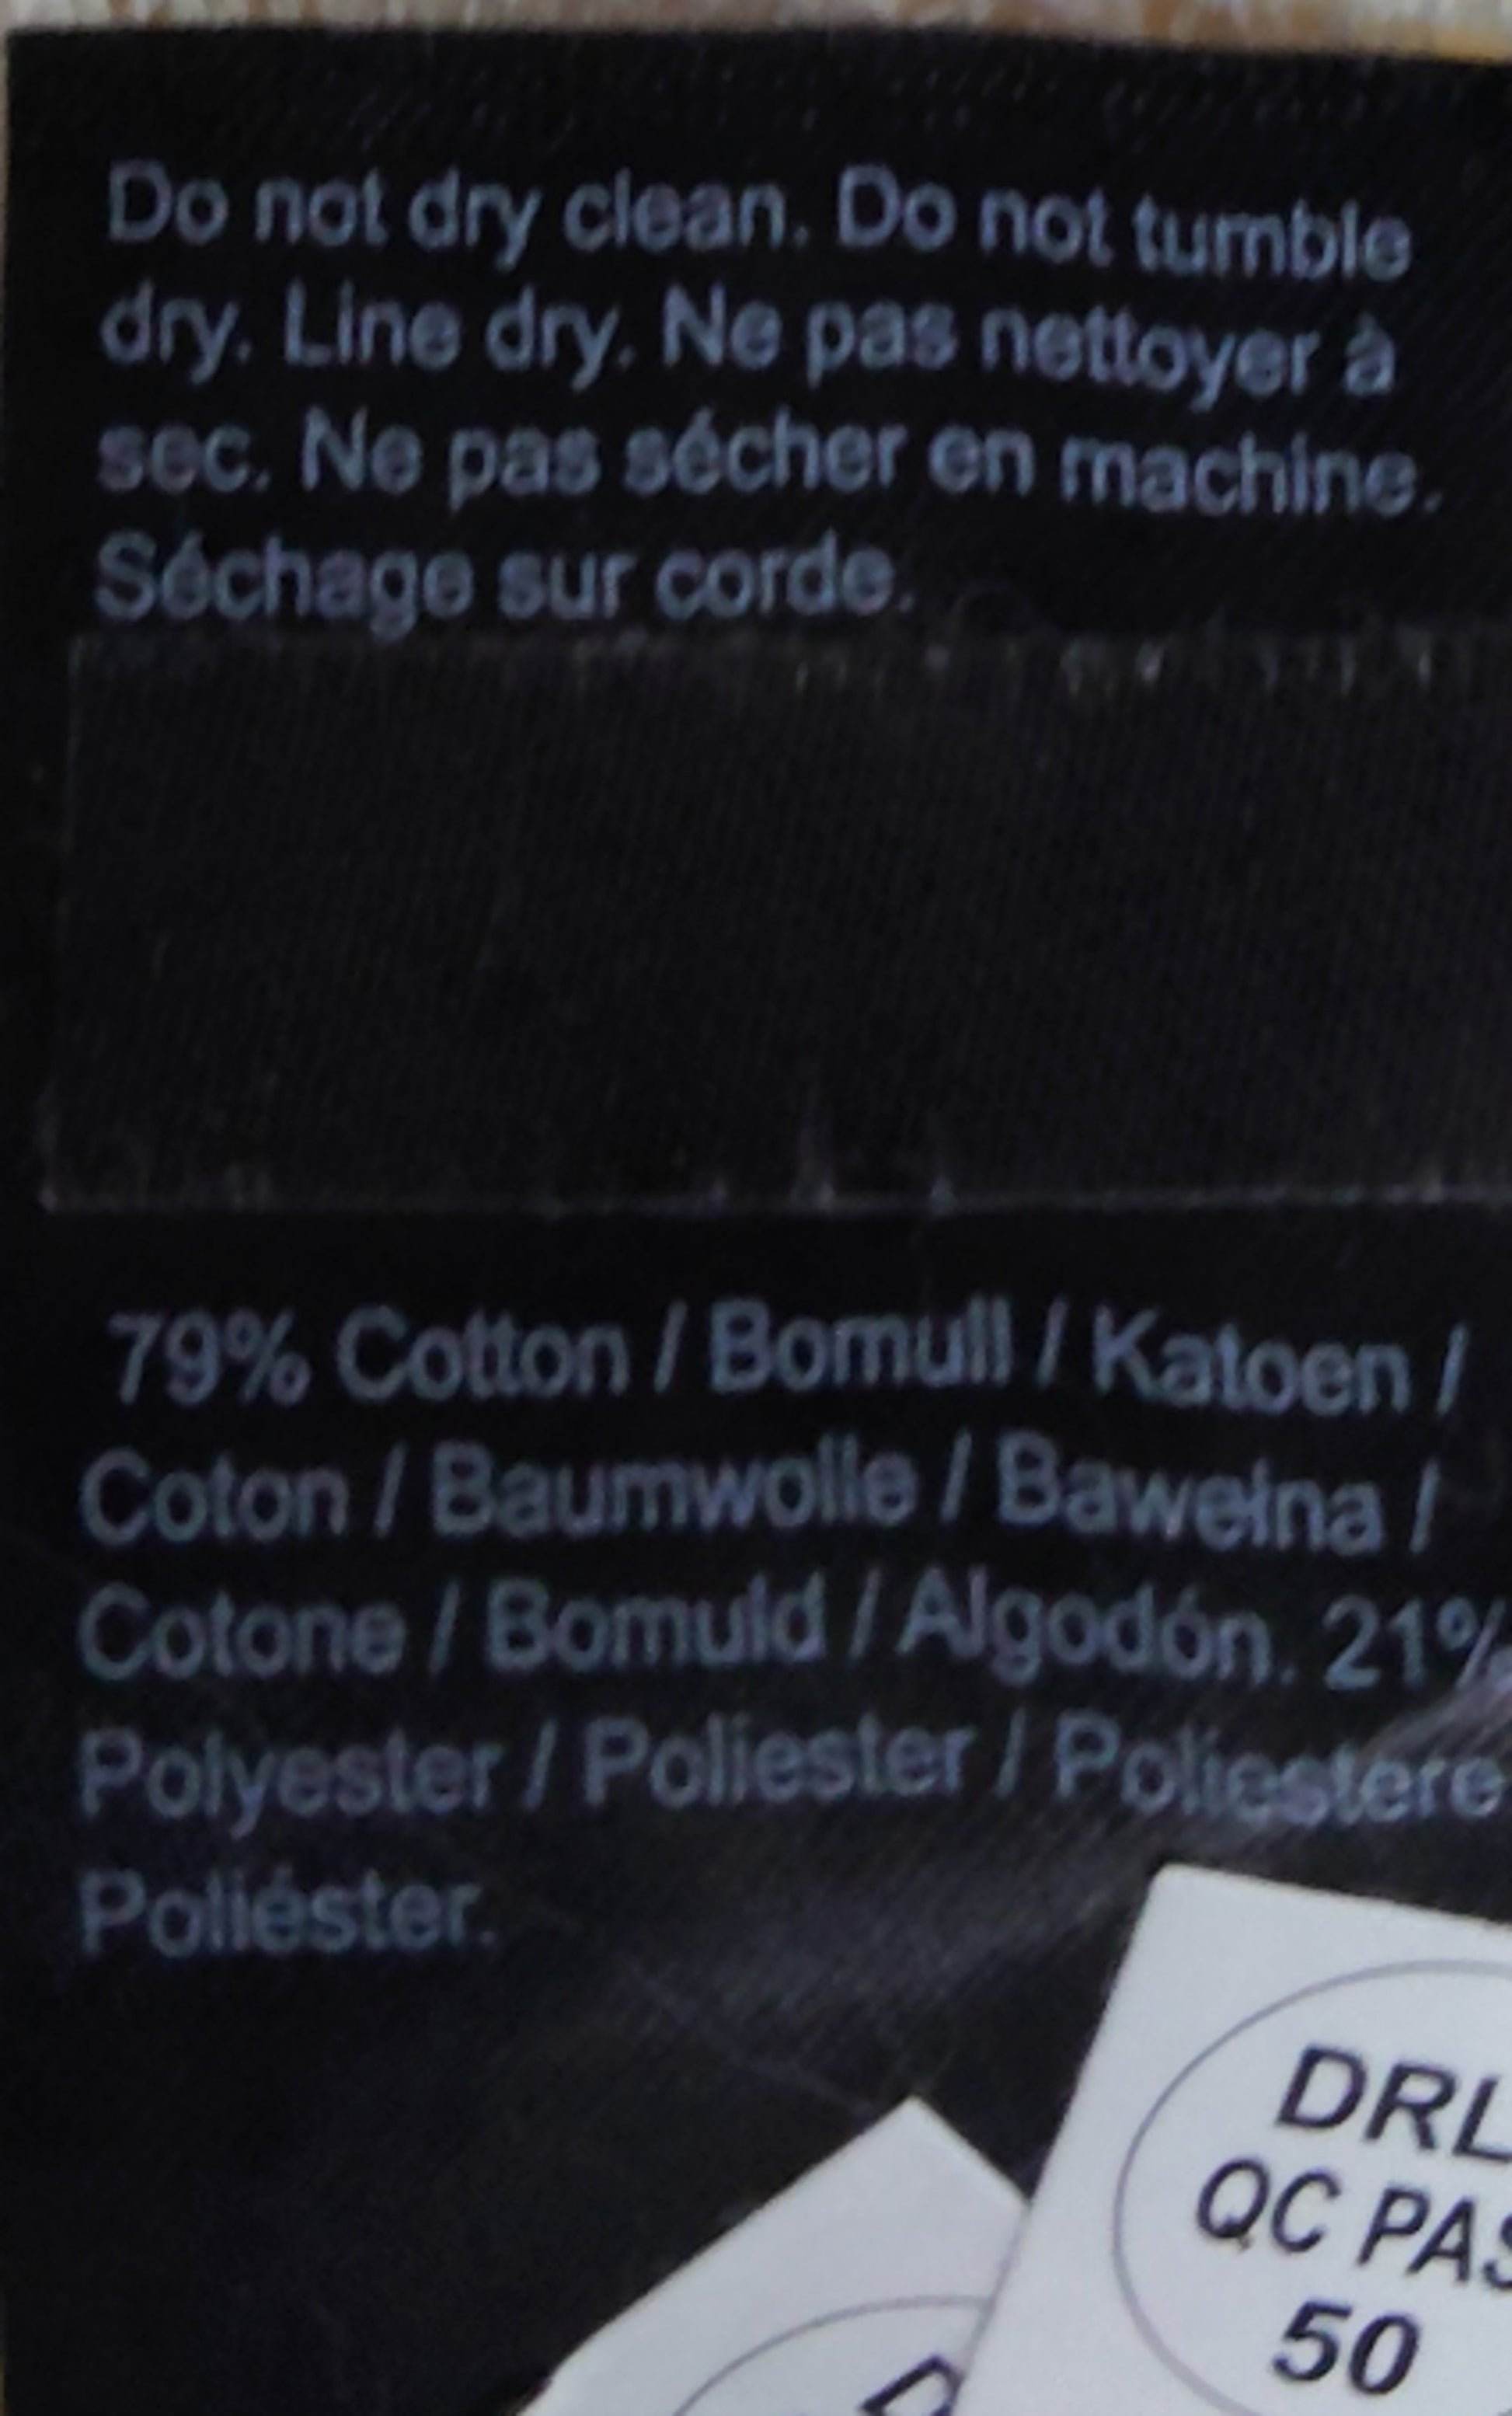 Do not dry clean. Do not tumble
dry. Line dry. Ne pas nettoyer à
sec. Ne pas sécher en machine.
Séchage sur corde.
79% Cotton / Bomull / Katoen /
Coton / Baumwolle / Bawełna /
Cotone / Bomuld / Algodón. 21%
Polyester / Poliester / Poliestere
Poliéster.
DRL
QC PAS
50